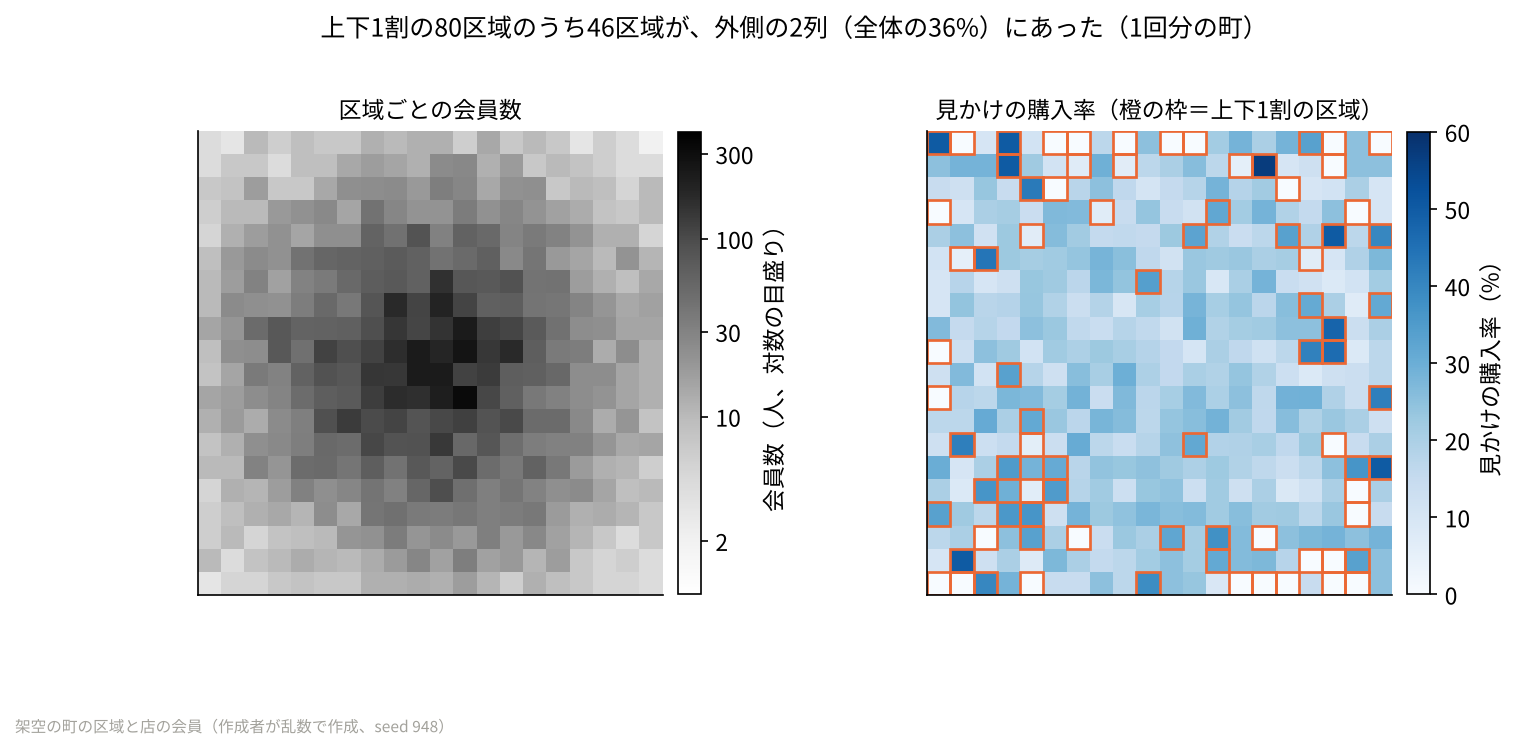 上下1割の80区域のうち46区域が、外側の2列（全体の36%）にあった（1回分の町）
区域ごとの会員数
300
100
30
10
2
会員数（人、対数の目盛り）
見かけの購入率（橙の枠＝上下1割の区域）
60
50
40
30
20
10
0
見かけの購入率（%）
架空の町の区域と店の会員（作成者が乱数で作成、seed 948）